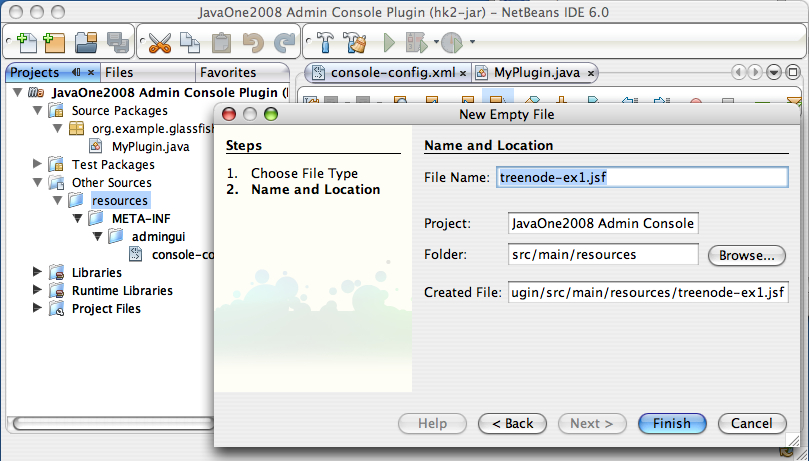 JavaOne2008 Admin Console Plugin (hk2-jar) - NetBeans IDE 6.0
Projects
Files
Favorites
console-config.xml
MyPlugin.java
JavaOne2008 Admin Console Plugin (
Source Packages
org.example.glassfish
MyPlugin.java
Test Packages
Other Sources
resources
META-INF
admingui
console-co
Libraries
Runtime Libraries
Project Files
New Empty File
Steps
1. Choose File Type
2. Name and Location
Name and Location
File Name: treenode-ex1.jsf
Project: JavaOne2008 Admin Console
Folder: src/main/resources
Browse...
Created File: ugin/src/main/resources/treenode-ex1.jsf
Help
< Back
Next >
Finish
Cancel